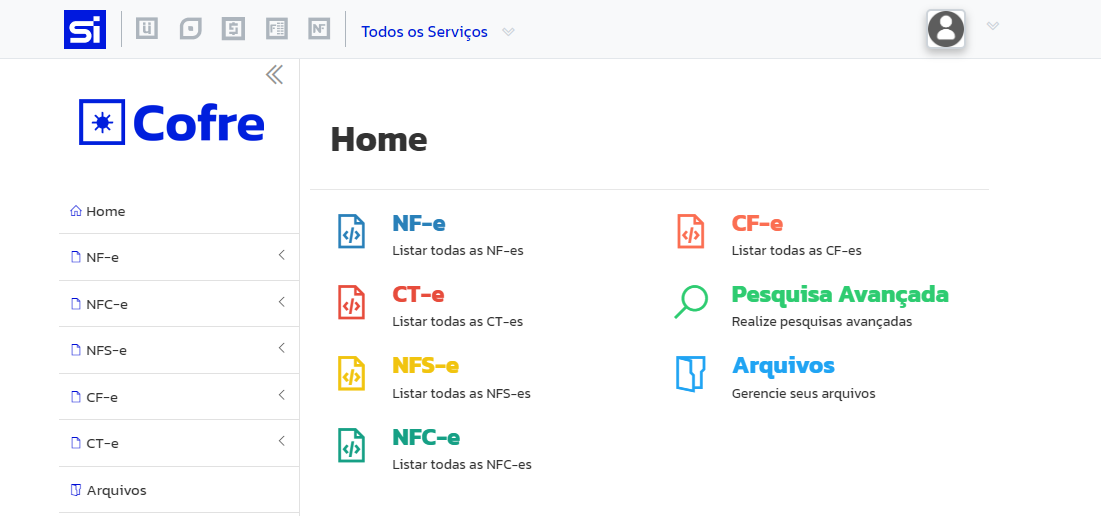 Si
Todos os Serviços
Cofre
Home
NF-e
NFC-e
NFS-e
CF-e
CT-e
Arquivos
Home
NF-e
Listar todas as NF-es
CF-e
Listar todas as CF-es
CT-e
Listar todas as CT-es
Pesquisa Avançada
Realize pesquisas avançadas
NFS-e
Listar todas as NFS-es
Arquivos
Gerencie seus arquivos
NFC-e
Listar todas as NFC-es